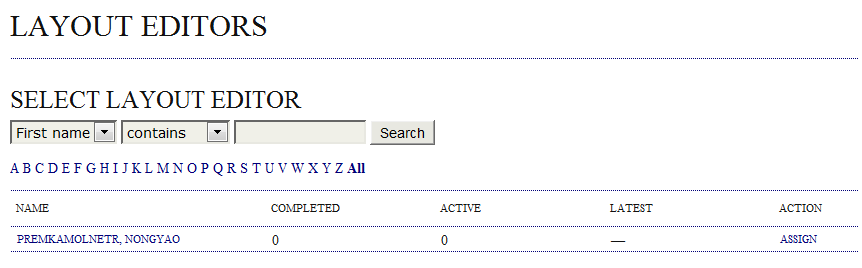 LAYOUT EDITORS
SELECT LAYOUT EDITOR
First name contains Search
A B C D E F G H I J K L M N O P Q R S T U V W X Y Z All
NAME COMPLETED ACTIVE LATEST ACTION
PREMKAMOLNETR, NONGYAO 0 0 — ASSIGN